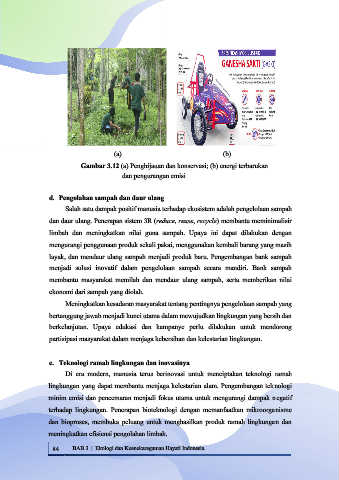 GANESHA SAKTI (GASKI)
(a) (b)
Gambar 3.12 (a) Penghijauan dan konservasi; (b) energi terbarukan
dan pengurangan emisi
d. Pengolahan sampah dan daur ulang
Salah satu dampak positif manusia terhadap ekosistem adalah pengelolaan sampah
dan daur ulang. Penerapan sistem 3R (reduce, reuse, recycle) membantu meminimalisir
limbah dan meningkatkan nilai guna sampah. Upaya ini dapat dilakukan dengan
mengurangi penggunaan produk sekali pakai, menggunakan kembali barang yang masih
layak, dan mendaur ulang sampah menjadi produk baru. Pengembangan bank sampah
menjadi solusi inovatif dalam pengelolaan sampah secara mandiri. Bank sampah
membantu masyarakat memilah dan mendaur ulang sampah, serta memberikan nilai
ekonomi dari sampah yang diolah.
Meningkatkan kesadaran masyarakat tentang pentingnya pengelolaan sampah yang
bertanggung jawab menjadi kunci utama dalam mewujudkan lingkungan yang bersih dan
berkelanjutan. Upaya edukasi dan kampanye perlu dilakukan untuk mendorong
partisipasi masyarakat dalam menjaga kebersihan dan kelestarian lingkungan.
e. Teknologi ramah lingkungan dan inovasinya
Di era modern, manusia terus berinovasi untuk menciptakan teknologi ramah
lingkungan yang dapat membantu menjaga kelestarian alam. Pengembangan teknologi
minim emisi dan pencemaran menjadi fokus utama untuk mengurangi dampak negatif
terhadap lingkungan. Penerapan bioteknologi dengan memanfaatkan mikroorganisme
dan bioproses, membuka peluang untuk menghasilkan produk ramah lingkungan dan
meningkatkan efisiensi pengolahan limbah.
84 BAB 3 | Ekologi dan Keanekaragaman Hayati Indonesia